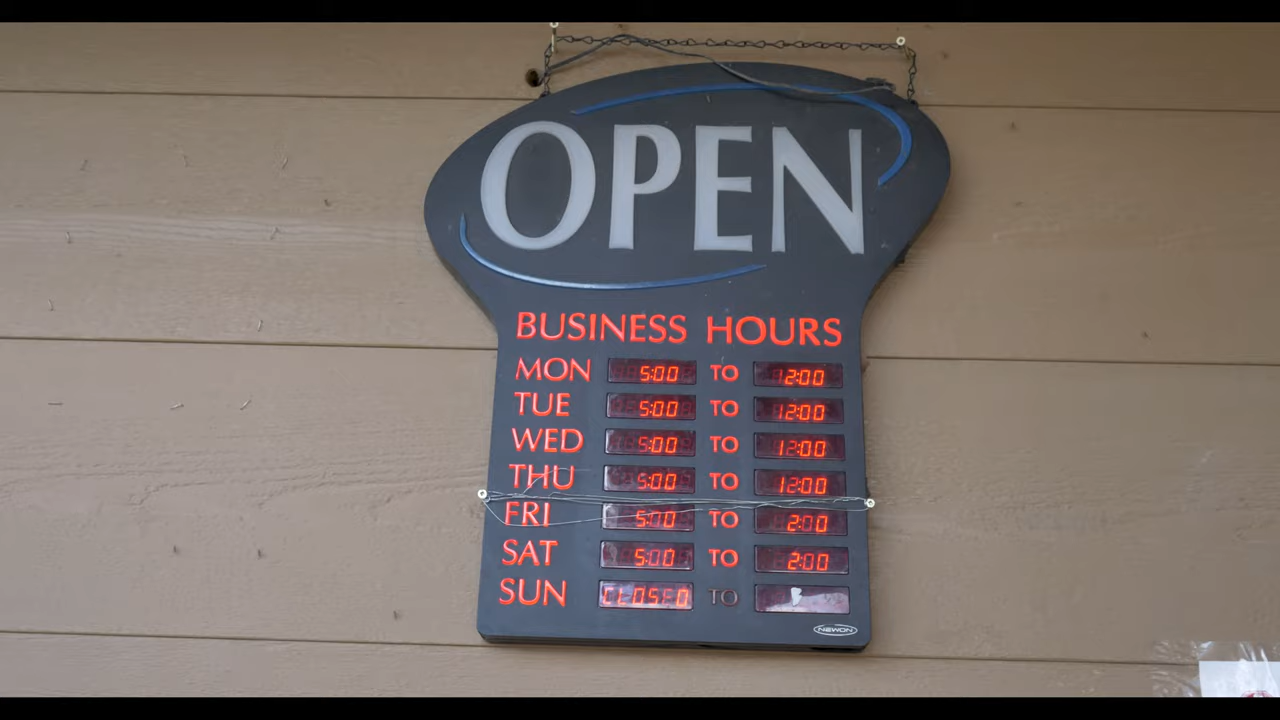 OPEN
BUSINESS HOURS
MON 5:00 TO 12:00
TUE 5:00 TO 12:00
WED 5:00 TO 12:00
THU 5:00 TO 12:00
FRI 5:00 TO 2:00
SAT 5:00 TO 2:00
SUN CLOSED TO
NEWON